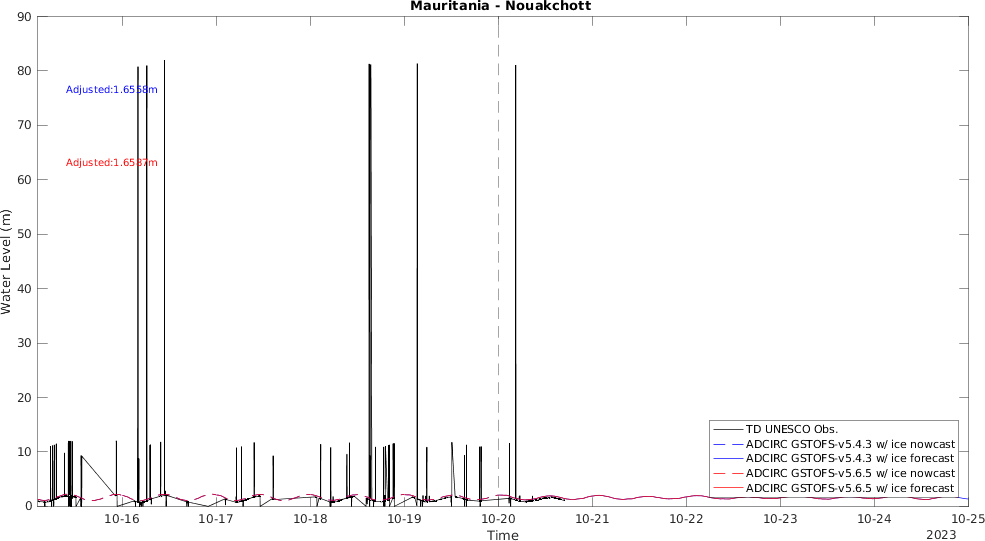 Mauritania - Nouakchott
90
80
70
60
50
40
30
20
10
0
Water Level (m)
Adjusted:1.6558m
Adjusted:1.6587m
TD UNESCO Obs.
ADCIRC GSTOFS-v5.4.3 w/ ice nowcast
ADCIRC GSTOFS-v5.4.3 w/ ice forecast
ADCIRC GSTOFS-v5.6.5 w/ ice nowcast
ADCIRC GSTOFS-v5.6.5 w/ ice forecast
10-16 10-17 10-18 10-19 10-20 10-21 10-22 10-23 10-24 10-25
Time
2023